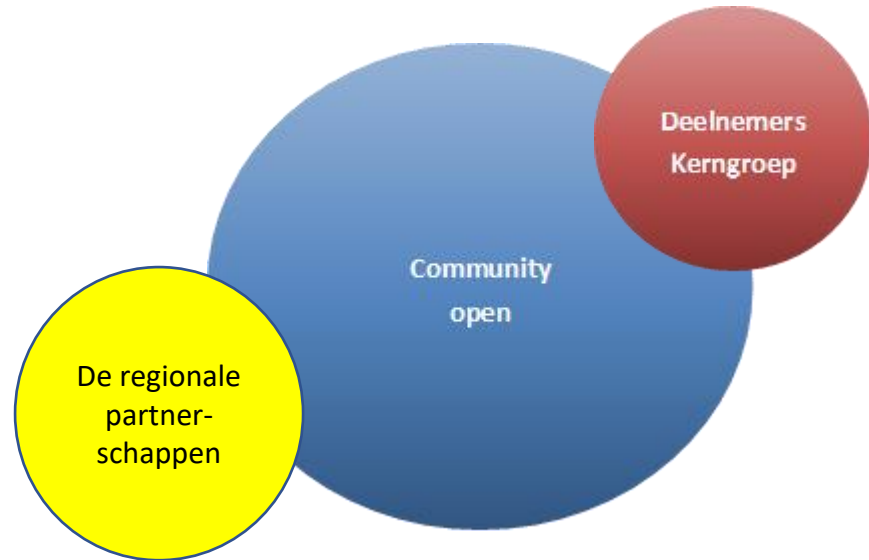 Deelnemers
Kerngroep
Community
open
De regionale
partner-
schappen